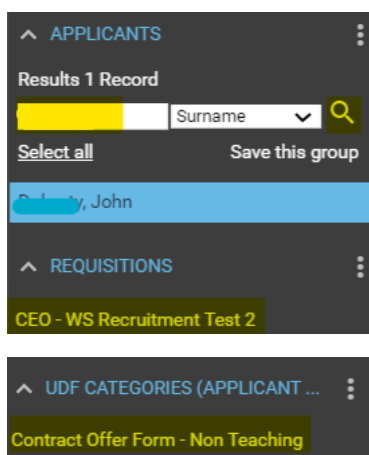 APPLICANTS
Results 1 Record
Surname
Select all Save this group
John
REQUISITIONS
CEO - WS Recruitment Test 2
UDF CATEGORIES (APPLICANT ...
Contract Offer Form - Non Teaching